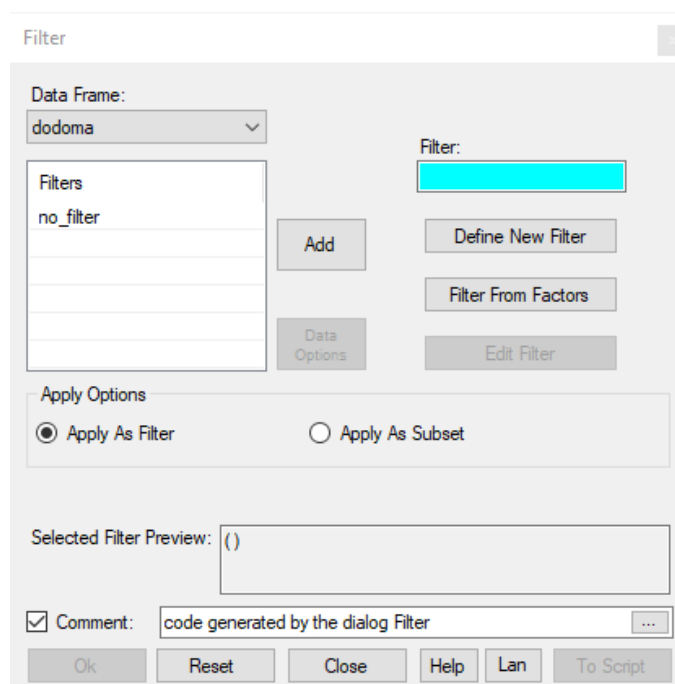 Filter
Data Frame:
dodoma
Filter:
Filters
no_filter
Add
Define New Filter
Filter From Factors
Data
Options
Edit Filter
Apply Options
Apply As Filter
Apply As Subset
Selected Filter Preview:
()
Comment:
code generated by the dialog Filter
...
Ok
Reset
Close
Help
Lan
To Script